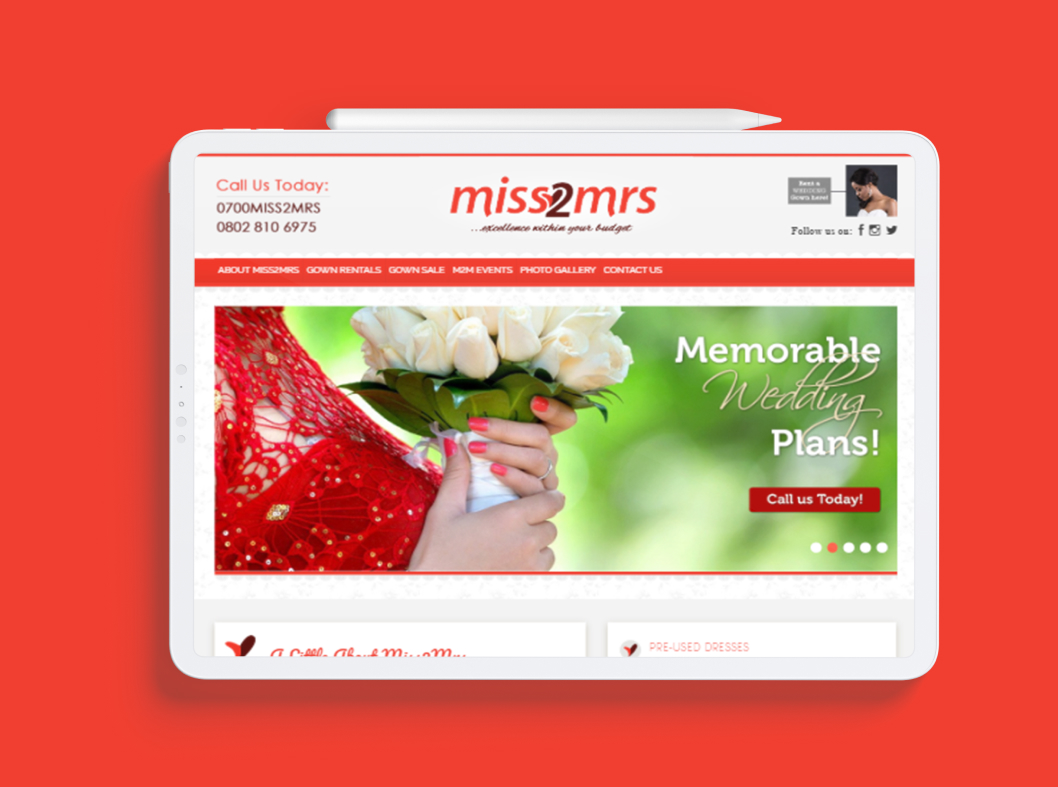 Call Us Today:
0700MISS2MRS
0802 810 6975
miss2mrs
...excellence within your budget
Rent a
WEDDING
Gown here!
Follow us on:
ABOUT MISS2MRS GOWN RENTALS GOWN SALE M2M EVENTS PHOTO GALLERY CONTACT US
Memorable
Wedding
Plans!
Call us Today!
A Little About Miss2Mrs
PRE-USED DRESSES